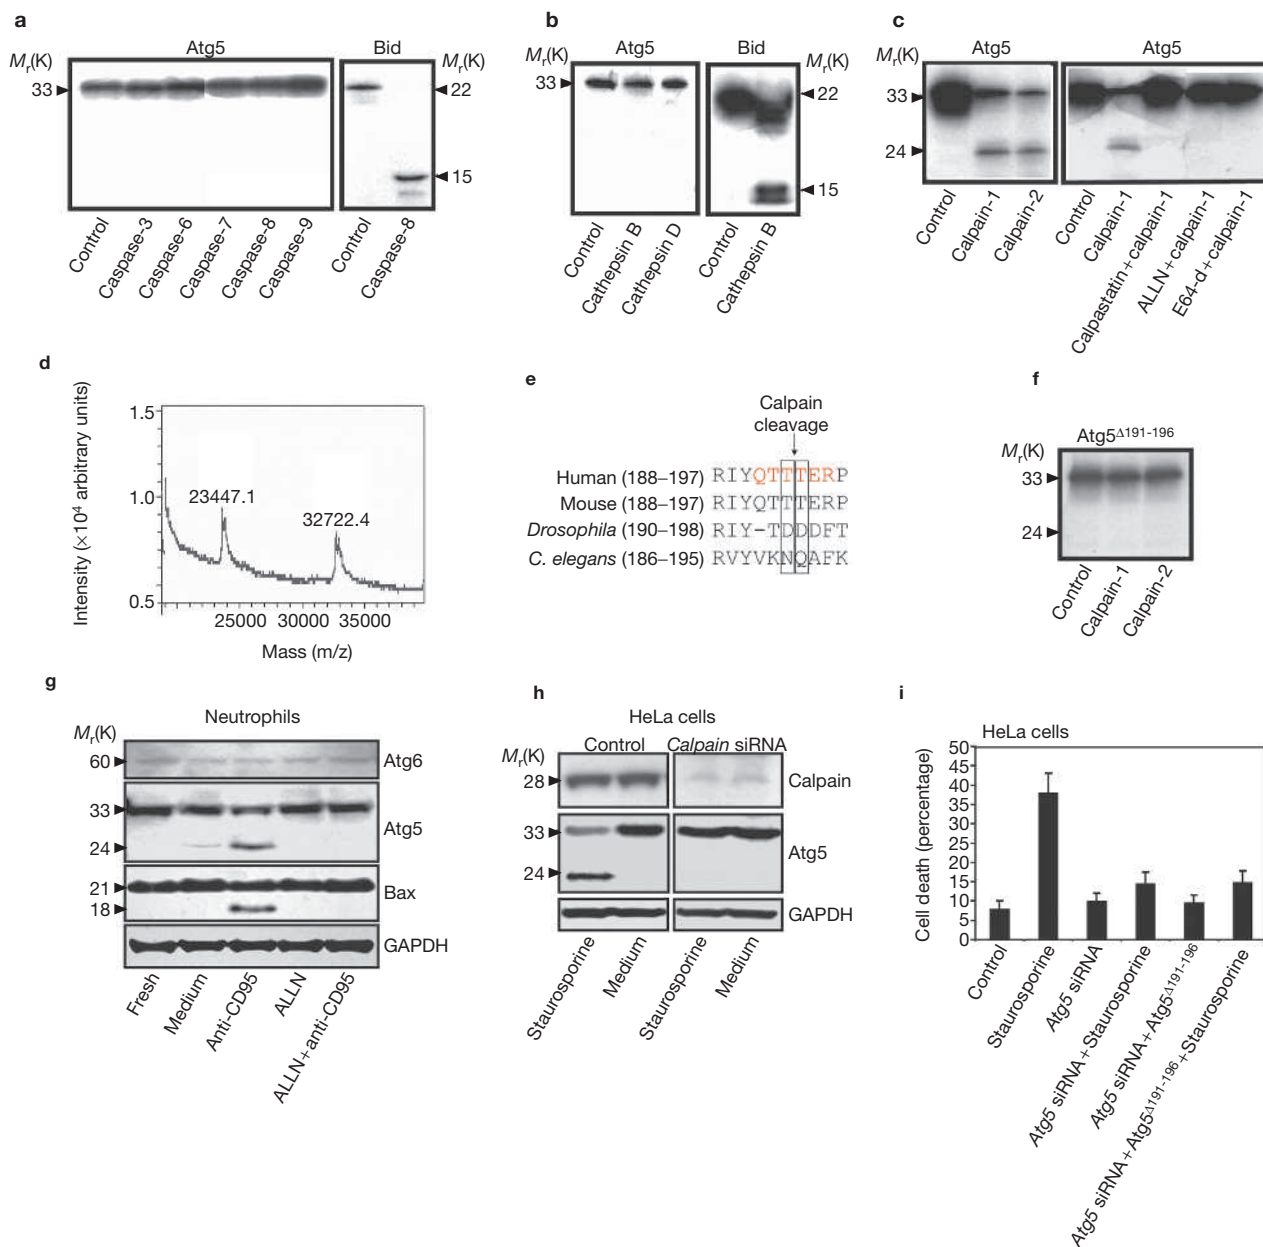 a
Atg5
Bid
Mr(K)
Mr(K)
33
22
15
Control
Caspase-3
Caspase-6
Caspase-7
Caspase-8
Caspase-9
Control
Caspase-8
b
Atg5
Bid
Mr(K)
Mr(K)
33
22
15
Control
Cathepsin B
Cathepsin D
Control
Cathepsin B
c
Atg5
Atg5
Mr(K)
33
24
Control
Calpain-1
Calpain-2
Control
Calpain-1
Calpastatin+calpain-1
ALLN+calpain-1
E64-d+calpain-1
d
Intensity (×10⁴ arbitrary units)
1.5
1.0
0.5
23447.1
32722.4
25000 30000 35000
Mass (m/z)
e
Calpain
cleavage
Human (188–197) RIYQTTTERP
Mouse (188–197) RIYQTTTERP
Drosophila (190–198) RIY-TDDDFT
C. elegans (186–195) RVYVKNQAFK
f
Atg5Δ191-196
Mr(K)
33
24
Control
Calpain-1
Calpain-2
g
Neutrophils
Mr(K)
60
Atg6
33
Atg5
24
21
Bax
18
GAPDH
Fresh
Medium
Anti-CD95
ALLN
ALLN+anti-CD95
h
HeLa cells
Control
Calpain siRNA
Mr(K)
28
Calpain
33
Atg5
24
GAPDH
Staurosporine
Medium
Staurosporine
Medium
i
HeLa cells
Cell death (percentage)
50
45
40
35
30
25
20
15
10
5
0
Control
Staurosporine
Atg5 siRNA
Atg5 siRNA+Staurosporine
Atg5 siRNA+Atg5Δ191-196
Atg5 siRNA+Atg5Δ191-196+Staurosporine